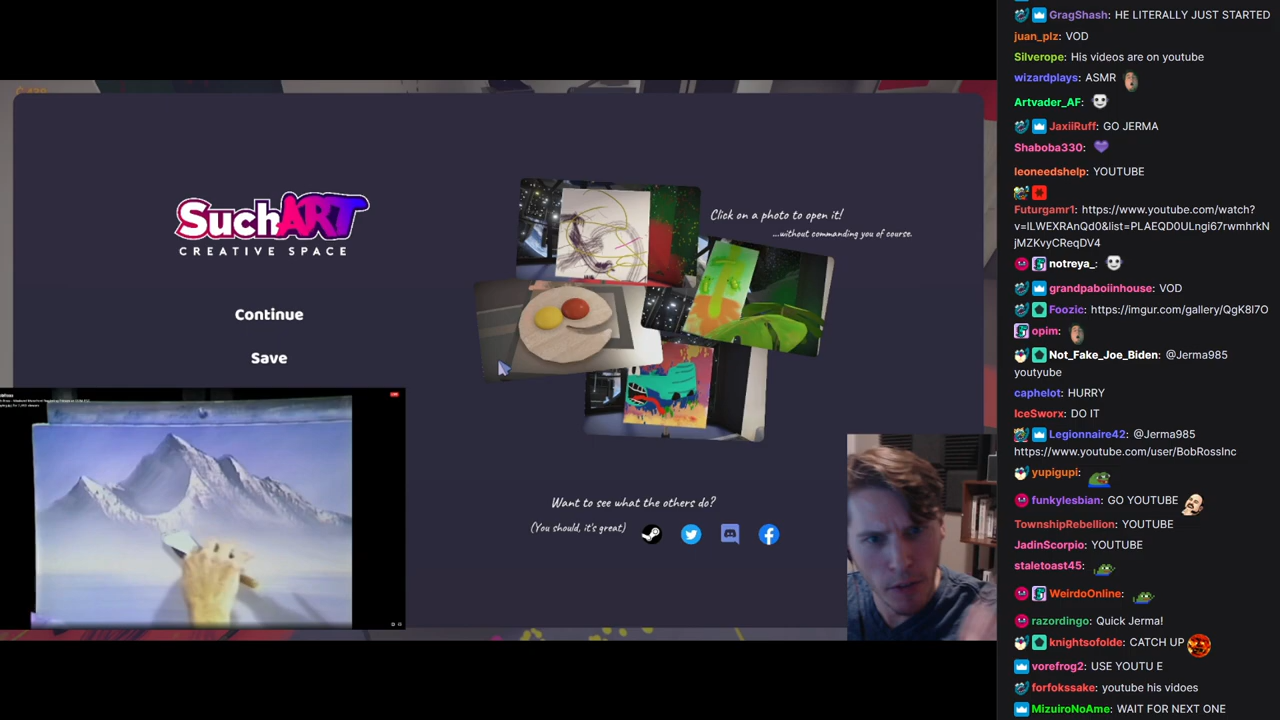 SuchART
CREATIVE SPACE
Continue
Save
Click on a photo to open it!
...without commanding you of course.
Want to see what the others do?
(You should, it's great)
GragShash: HE LITERALLY JUST STARTED
juan_plz: VOD
Silverope: His videos are on youtube
wizardplays: ASMR
Artvader_AF:
JaxiiRuff: GO JERMA
Shaboba330:
leoneedshelp: YOUTUBE
Futurgamr1: https://www.youtube.com/watch?
v=lLWEXRAnQd0&list=PLAEQD0ULngi67rwmhrkN
jMZKvyCReqDV4
notreya_:
grandpaboiinhouse: VOD
Foozic: https://imgur.com/gallery/QgK8l7O
opim:
Not_Fake_Joe_Biden: @Jerma985
youtyube
caphelot: HURRY
IceSworx: DO IT
Legionnaire42: @Jerma985
https://www.youtube.com/user/BobRossInc
yupigupi:
funkylesbian: GO YOUTUBE
TownshipRebellion: YOUTUBE
JadinScorpio: YOUTUBE
staletoast45:
WeirdoOnline:
razordingo: Quick Jerma!
knightsofolde: CATCH UP
vorefrog2: USE YOUTU E
forfokssake: youtube his vidoes
MizuiroNoAme: WAIT FOR NEXT ONE